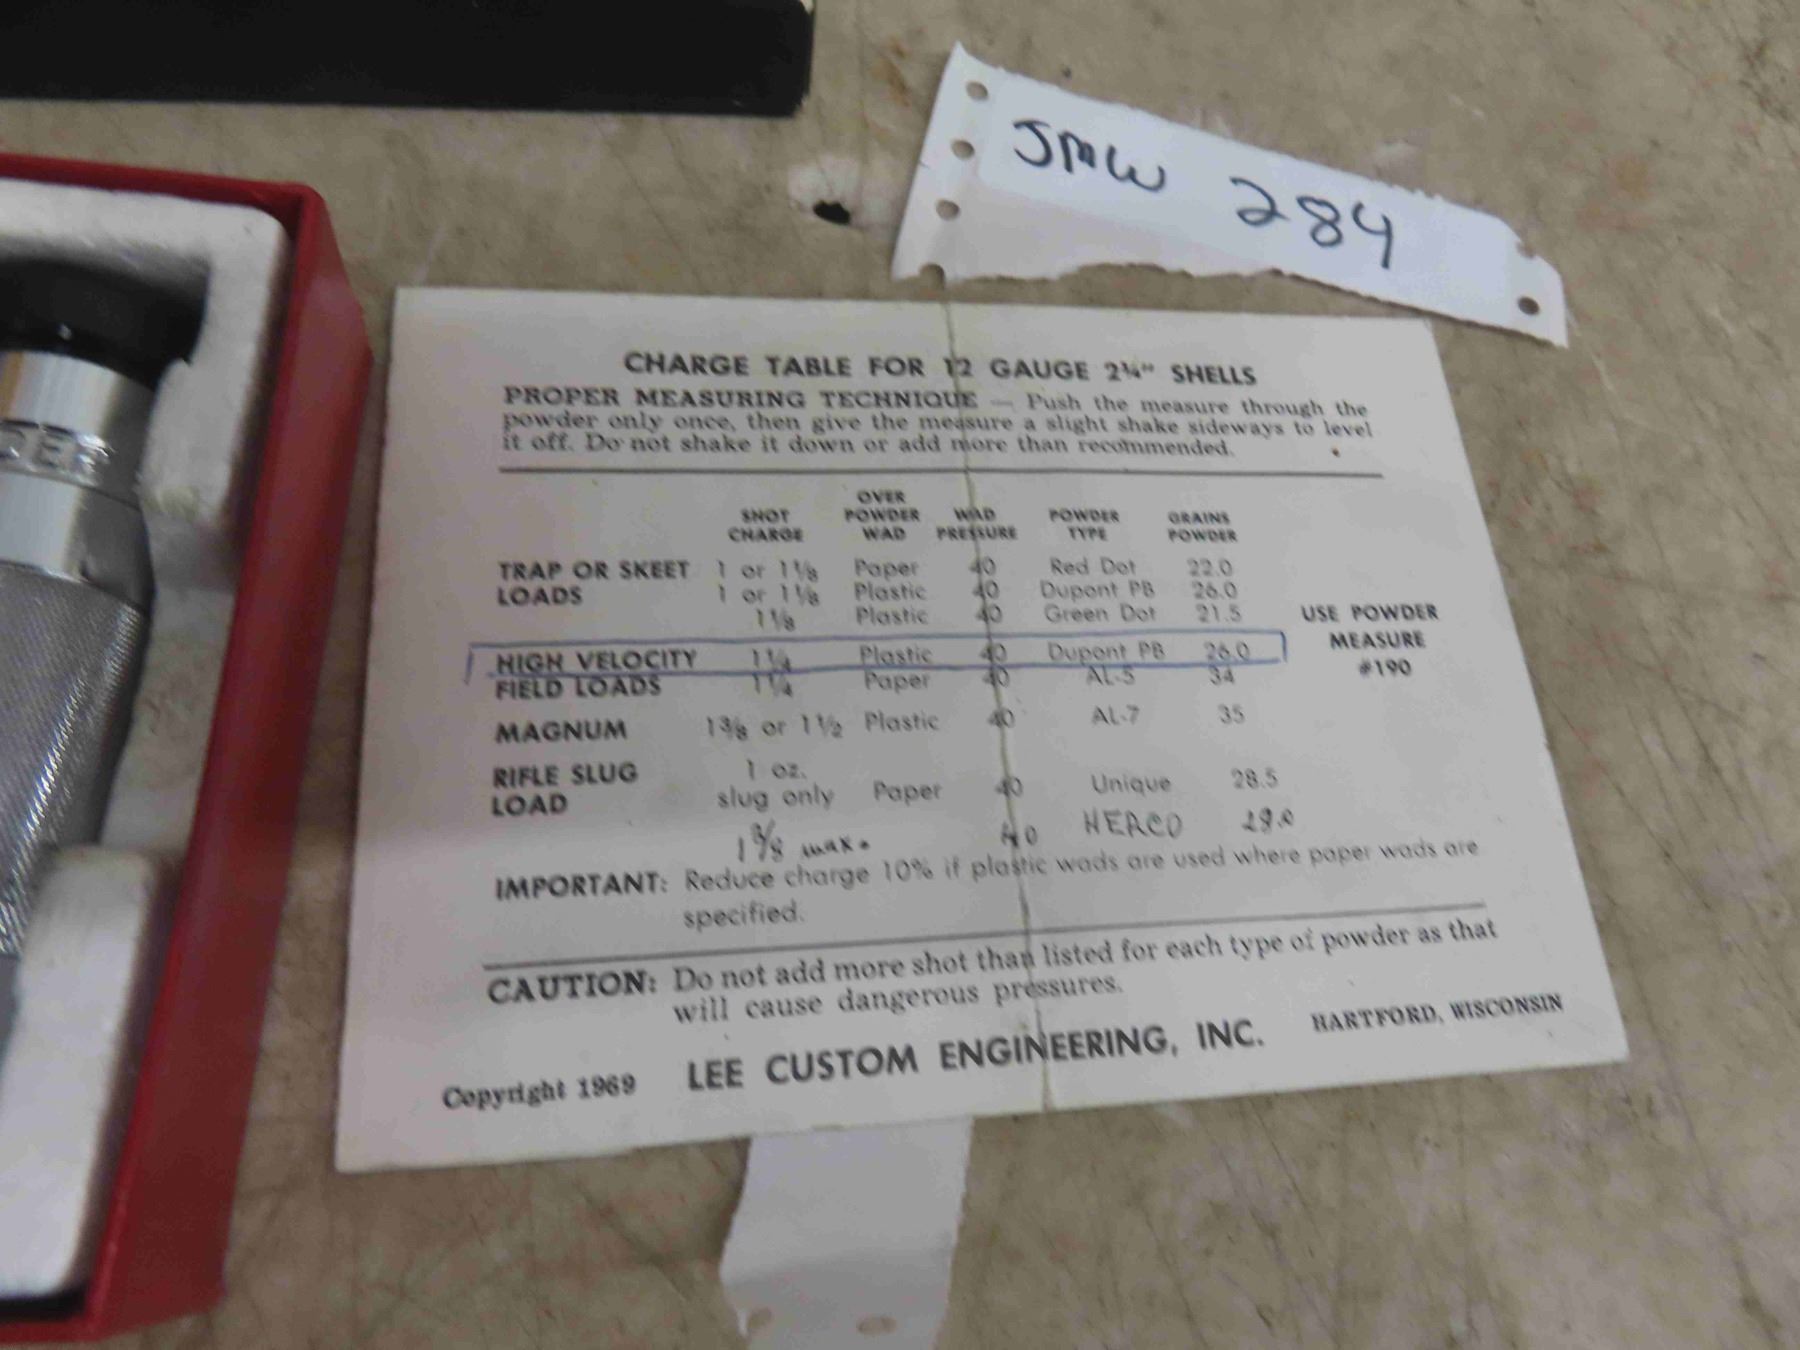 JMW 284
DER
CHARGE TABLE FOR 12 GAUGE 2¾" SHELLS
PROPER MEASURING TECHNIQUE — Push the measure through the
powder only once, then give the measure a slight shake sideways to level
it off. Do not shake it down or add more than recommended.
SHOT CHARGE OVER POWDER WAD WAD PRESSURE POWDER TYPE GRAINS POWDER
TRAP OR SKEET 1 or 1⅛ Paper 40 Red Dot 22.0
LOADS 1 or 1⅛ Plastic 40 Dupont PB 26.0
1⅛ Plastic 40 Green Dot 21.5
HIGH VELOCITY 1¼ Plastic 40 Dupont PB 26.0
FIELD LOADS 1¼ Paper 40 AL-5 34
USE POWDER
MEASURE
#190
MAGNUM 1⅜ or 1½ Plastic 40 AL-7 35
RIFLE SLUG 1 oz.
LOAD slug only Paper 40 Unique 28.5
1⅜ max. 40 HERCO 29.0
IMPORTANT: Reduce charge 10% if plastic wads are used where paper wads are
specified.
CAUTION: Do not add more shot than listed for each type of powder as that
will cause dangerous pressures.
Copyright 1969 LEE CUSTOM ENGINEERING, INC. HARTFORD, WISCONSIN